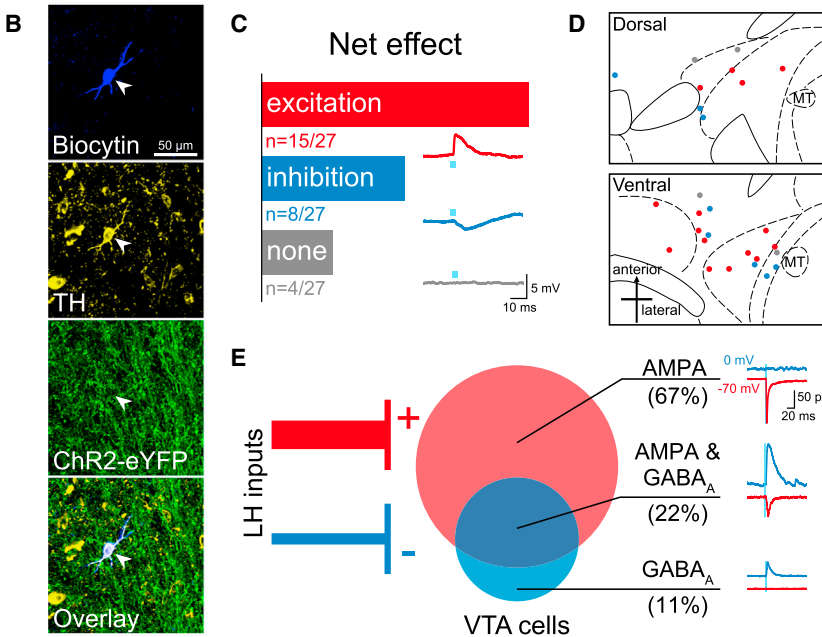 B
Biocytin
50 µm
TH
ChR2-eYFP
Overlay
C
Net effect
excitation
n=15/27
inhibition
n=8/27
none
n=4/27
5 mV
10 ms
D
Dorsal
MT
Ventral
MT
anterior
lateral
E
LH inputs
+
-
VTA cells
AMPA
(67%)
AMPA &
GABAA
(22%)
GABAA
(11%)
0 mV
-70 mV
50 p
20 ms